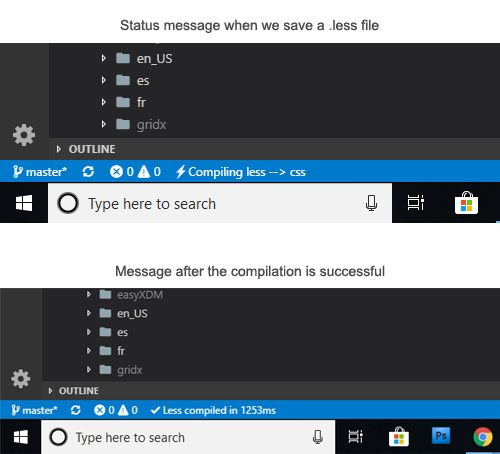 Status message when we save a .less file
en_US
es
fr
gridx
OUTLINE
master* 0 0 Compiling less --> css
Type here to search
Message after the compilation is successful
easyXDM
en_US
es
fr
gridx
OUTLINE
master* 0 0 Less compiled in 1253ms
Type here to search
Ps